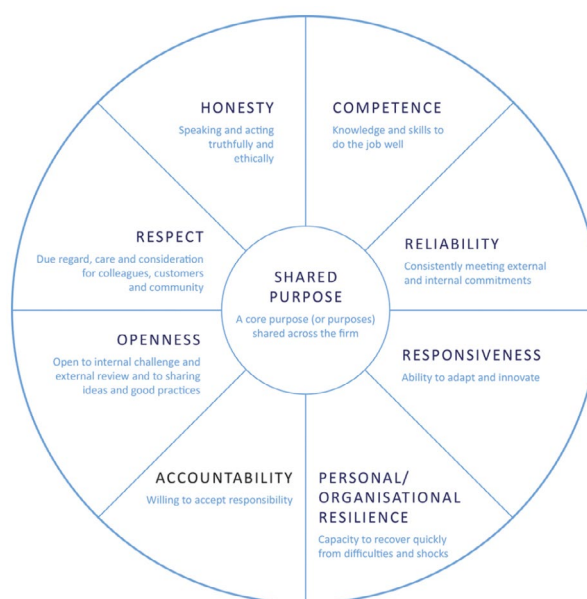 HONESTY
Speaking and acting
truthfully and
ethically
COMPETENCE
Knowledge and skills to
do the job well
RESPECT
Due regard, care and consideration
for colleagues, customers
and community
RELIABILITY
Consistently meeting external
and internal commitments
SHARED
PURPOSE
A core purpose (or purposes)
shared across the firm
OPENNESS
Open to internal challenge and
external review and to sharing
ideas and good practices
RESPONSIVENESS
Ability to adapt and innovate
ACCOUNTABILITY
Willing to accept responsibility
PERSONAL/
ORGANISATIONAL
RESILIENCE
Capacity to recover quickly
from difficulties and shocks